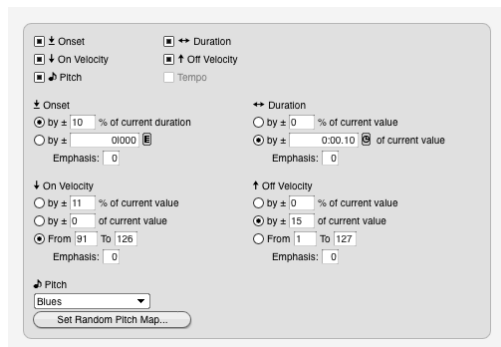 Onset Duration
On Velocity Off Velocity
Pitch Tempo
Onset
by ± 10 % of current duration
by ± 0|000 E
Emphasis: 0
Duration
by ± 0 % of current value
by ± 0:00.10 of current value
Emphasis: 0
On Velocity
by ± 11 % of current value
by ± 0 of current value
From 91 To 126
Emphasis: 0
Off Velocity
by ± 0 % of current value
by ± 15 of current value
From 1 To 127
Emphasis: 0
Pitch
Blues
Set Random Pitch Map...